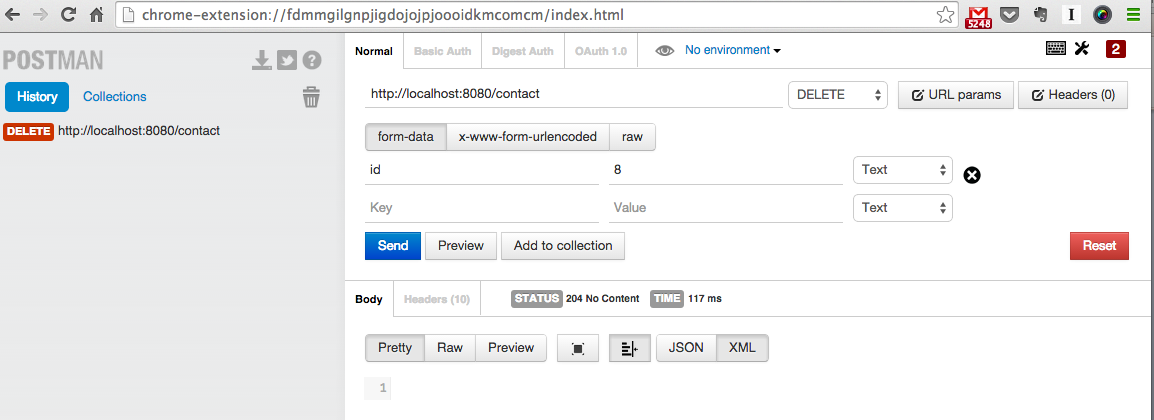 chrome-extension://fdmmgilgnpjigdojojpjoooidkmcomcm/index.html
5248
POSTMAN
History Collections
DELETE http://localhost:8080/contact
Normal Basic Auth Digest Auth OAuth 1.0 No environment 2
http://localhost:8080/contact DELETE URL params Headers (0)
form-data x-www-form-urlencoded raw
id 8 Text
Key Value Text
Send Preview Add to collection Reset
Body Headers (10) STATUS 204 No Content TIME 117 ms
Pretty Raw Preview JSON XML
1